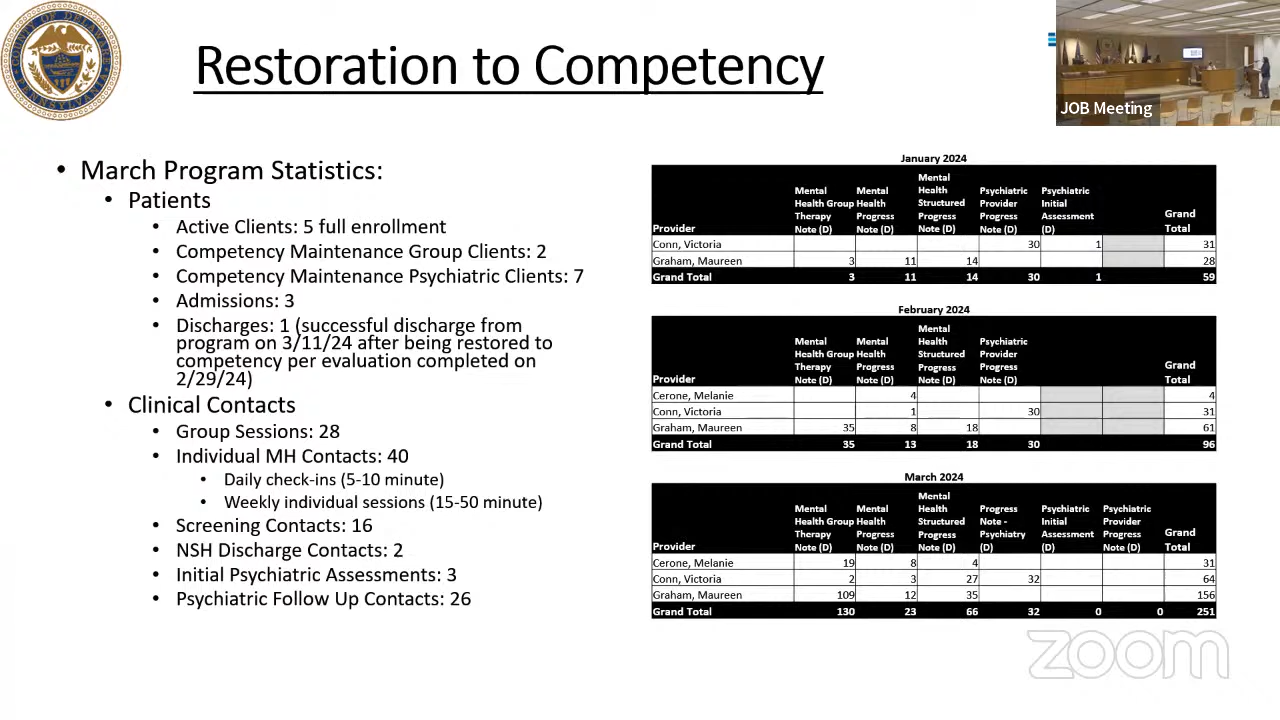 Restoration to Competency
JOB Meeting
• March Program Statistics:
• Patients
• Active Clients: 5 full enrollment
• Competency Maintenance Group Clients: 2
• Competency Maintenance Psychiatric Clients: 7
• Admissions: 3
• Discharges: 1 (successful discharge from
program on 3/11/24 after being restored to
competency per evaluation completed on
2/29/24)
• Clinical Contacts
• Group Sessions: 28
• Individual MH Contacts: 40
• Daily check-ins (5-10 minute)
• Weekly individual sessions (15-50 minute)
• Screening Contacts: 16
• NSH Discharge Contacts: 2
• Initial Psychiatric Assessments: 3
• Psychiatric Follow Up Contacts: 26
January 2024
Provider | Mental Health Group Therapy Note (D) | Mental Health Progress Note (D) | Mental Health Structured Progress Note (D) | Psychiatric Provider Progress Note (D) | Psychiatric Initial Assessment (D) | Grand Total
Conn, Victoria 30 1 31
Graham, Maureen 3 11 14 28
Grand Total 3 11 14 30 1 59
February 2024
Provider | Mental Health Group Therapy Note (D) | Mental Health Progress Note (D) | Mental Health Structured Progress Note (D) | Psychiatric Provider Progress Note (D) | Grand Total
Cerone, Melanie 4 4
Conn, Victoria 1 30 31
Graham, Maureen 35 8 18 61
Grand Total 35 13 18 30 96
March 2024
Provider | Mental Health Group Therapy Note (D) | Mental Health Progress Note (D) | Mental Health Structured Progress Note (D) | Progress Note - Psychiatry (D) | Psychiatric Initial Assessment (D) | Psychiatric Provider Progress Note (D) | Grand Total
Cerone, Melanie 19 8 4 31
Conn, Victoria 2 3 27 32 64
Graham, Maureen 109 12 35 156
Grand Total 130 23 66 32 0 0 251
zoom